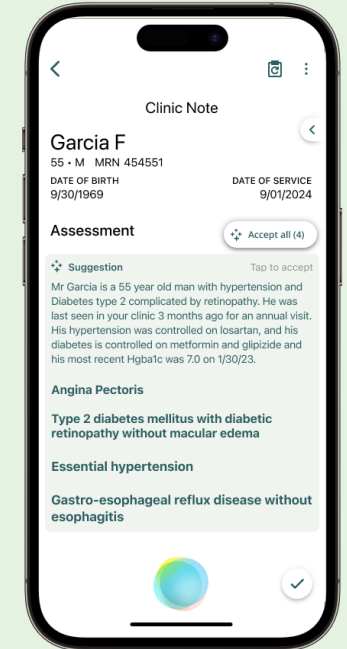 Clinic Note
Garcia F
55 • M MRN 454551
DATE OF BIRTH
DATE OF SERVICE
9/30/1969
9/01/2024
Assessment
Accept all (4)
Suggestion
Tap to accept
Mr Garcia is a 55 year old man with hypertension and
Diabetes type 2 complicated by retinopathy. He was
last seen in your clinic 3 months ago for an annual visit.
His hypertension was controlled on losartan, and his
diabetes is controlled on metformin and glipizide and
his most recent Hgba1c was 7.0 on 1/30/23.
Angina Pectoris
Type 2 diabetes mellitus with diabetic
retinopathy without macular edema
Essential hypertension
Gastro-esophageal reflux disease without
esophagitis